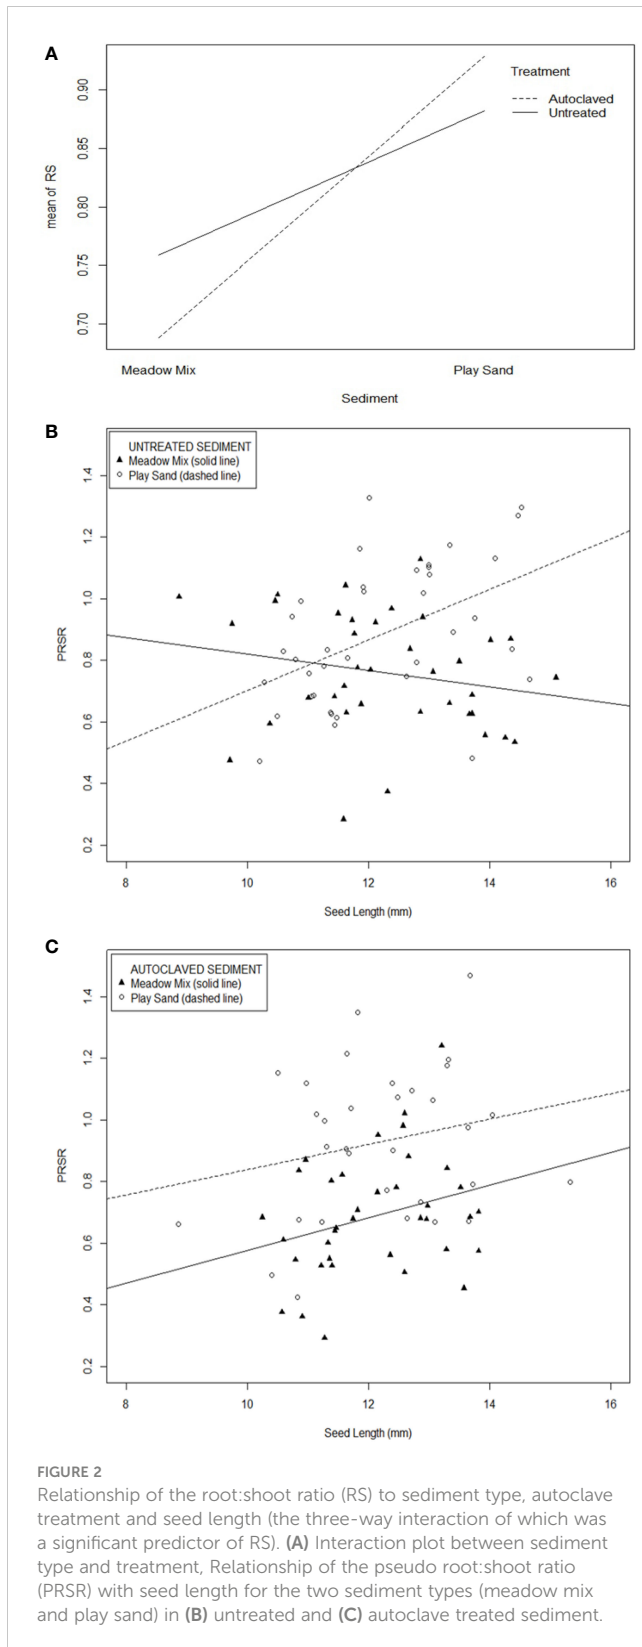 A
Treatment
Autoclaved
Untreated
mean of RS
0.90
0.85
0.80
0.75
0.70
Meadow Mix Play Sand
Sediment
B
UNTREATED SEDIMENT
Meadow Mix (solid line)
Play Sand (dashed line)
PRSR
1.4
1.2
1.0
0.8
0.6
0.4
0.2
8 10 12 14 16
Seed Length (mm)
C
AUTOCLAVED SEDIMENT
Meadow Mix (solid line)
Play Sand (dashed line)
PRSR
1.4
1.2
1.0
0.8
0.6
0.4
0.2
8 10 12 14 16
Seed Length (mm)
FIGURE 2
Relationship of the root:shoot ratio (RS) to sediment type, autoclave
treatment and seed length (the three-way interaction of which was
a significant predictor of RS). (A) Interaction plot between sediment
type and treatment, Relationship of the pseudo root:shoot ratio
(PRSR) with seed length for the two sediment types (meadow mix
and play sand) in (B) untreated and (C) autoclave treated sediment.